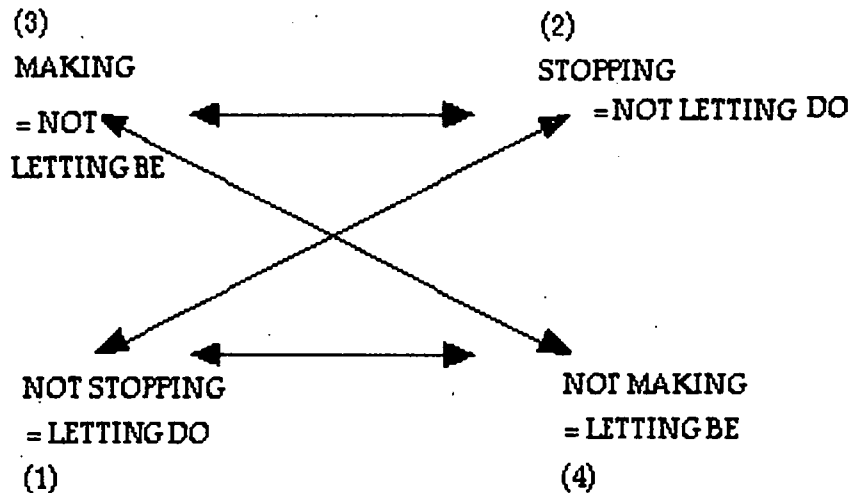 (3)
MAKING
= NOT
LETTING BE
(2)
STOPPING
=NOT LETTING DO
NOT STOPPING
= LETTING DO
(1)
NOT MAKING
= LETTING BE
(4)